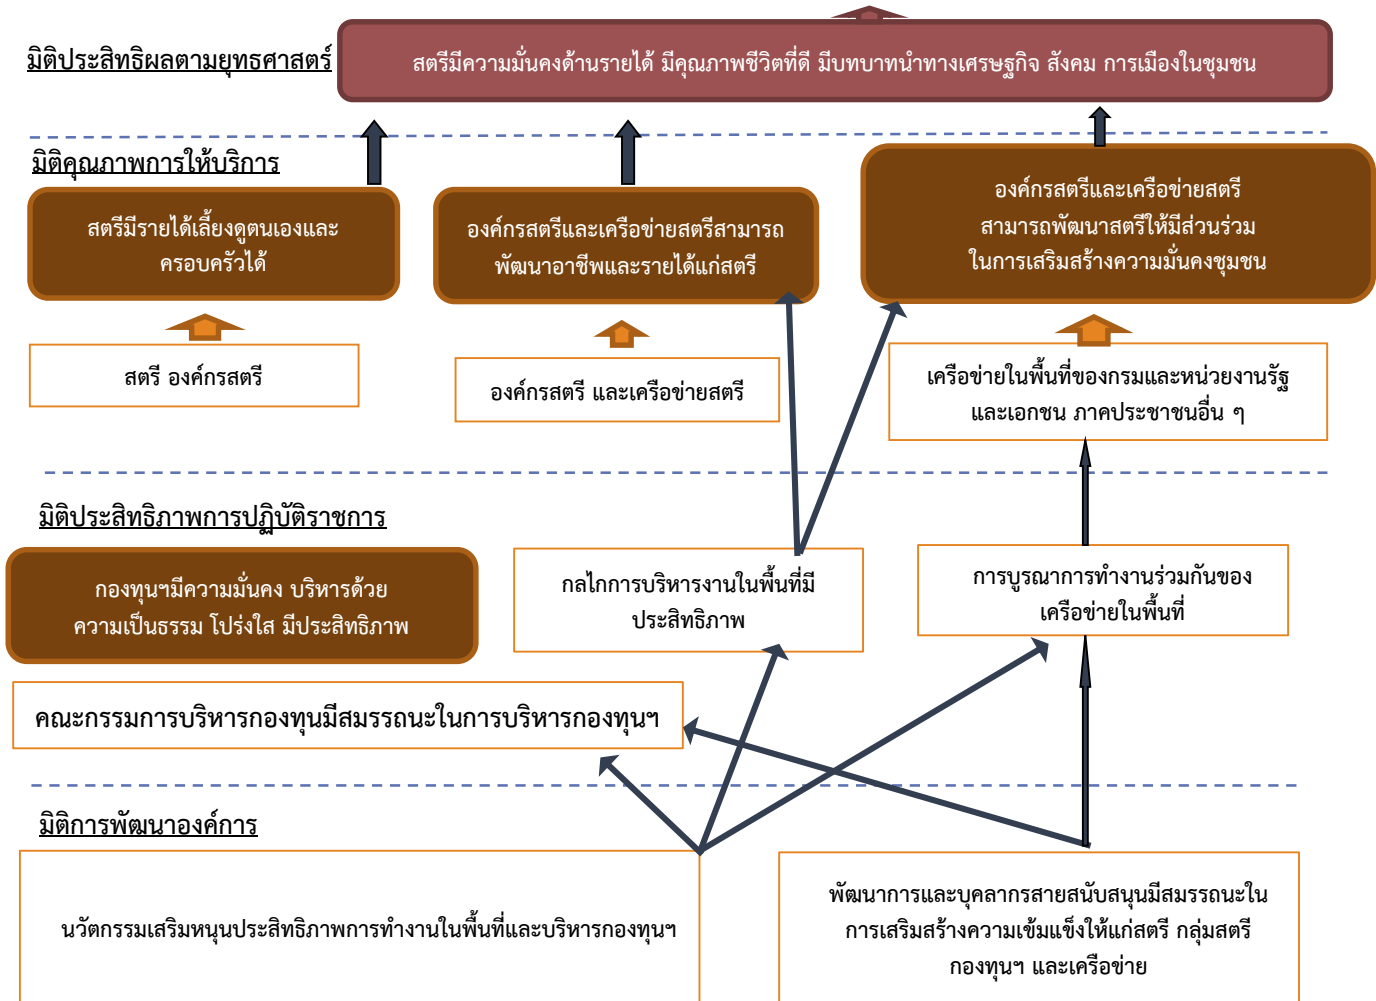 มิติประสิทธิผลตามยุทธศาสตร์
สตรีมีความมั่นคงด้านรายได้ มีคุณภาพชีวิตที่ดี มีบทบาทนำทางเศรษฐกิจ สังคม การเมืองในชุมชน
มิติคุณภาพการให้บริการ
สตรีมีรายได้เลี้ยงดูตนเองและ
ครอบครัวได้
องค์กรสตรีและเครือข่ายสตรีสามารถ
พัฒนาอาชีพและรายได้แก่สตรี
องค์กรสตรีและเครือข่ายสตรี
สามารถพัฒนาสตรีให้มีส่วนร่วม
ในการเสริมสร้างความมั่นคงชุมชน
สตรี องค์กรสตรี
องค์กรสตรี และเครือข่ายสตรี
เครือข่ายในพื้นที่ของกรมและหน่วยงานรัฐ
และเอกชน ภาคประชาชนอื่น ๆ
มิติประสิทธิภาพการปฏิบัติราชการ
กองทุนฯมีความมั่นคง บริหารด้วย
ความเป็นธรรม โปร่งใส มีประสิทธิภาพ
กลไกการบริหารงานในพื้นที่มี
ประสิทธิภาพ
การบูรณาการทำงานร่วมกันของ
เครือข่ายในพื้นที่
คณะกรรมการบริหารกองทุนมีสมรรถนะในการบริหารกองทุนฯ
มิติการพัฒนาองค์การ
นวัตกรรมเสริมหนุนประสิทธิภาพการทำงานในพื้นที่และบริหารกองทุนฯ
พัฒนาการและบุคลากรสายสนับสนุนมีสมรรถนะใน
การเสริมสร้างความเข้มแข็งให้แก่สตรี กลุ่มสตรี
กองทุนฯ และเครือข่าย